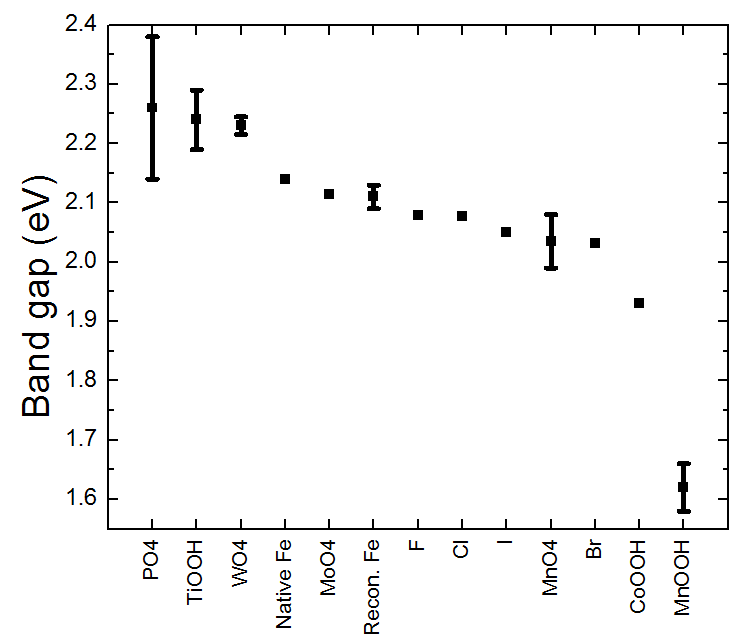 2.4
2.3
2.2
2.1
2.0
1.9
1.8
1.7
1.6
Band gap (eV)
PO4
TiOOH
WO4
Native Fe
MoO4
Recon. Fe
F
Cl
I
MnO4
Br
CoOOH
MnOOH